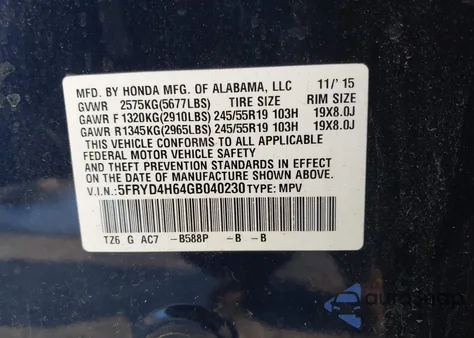 MFD. BY HONDA MFG. OF ALABAMA, LLC 11/'15
GVWR 2575KG(5677LBS) TIRE SIZE RIM SIZE
GAWR F 1320KG(2910LBS) 245/55R19 103H 19X8.0J
GAWR R1345KG(2965LBS) 245/55R19 103H 19X8.0J
THIS VEHICLE CONFORMS TO ALL APPLICABLE
FEDERAL MOTOR VEHICLE SAFETY AND THEFT
PREVENTION STANDARDS IN EFFECT
ON THE DATE OF MANUFACTURE SHOWN ABOVE.
V.I.N.:5FRYD4H64GB040230 TYPE: MPV
TZ6 G AC7 -B588P -B -B